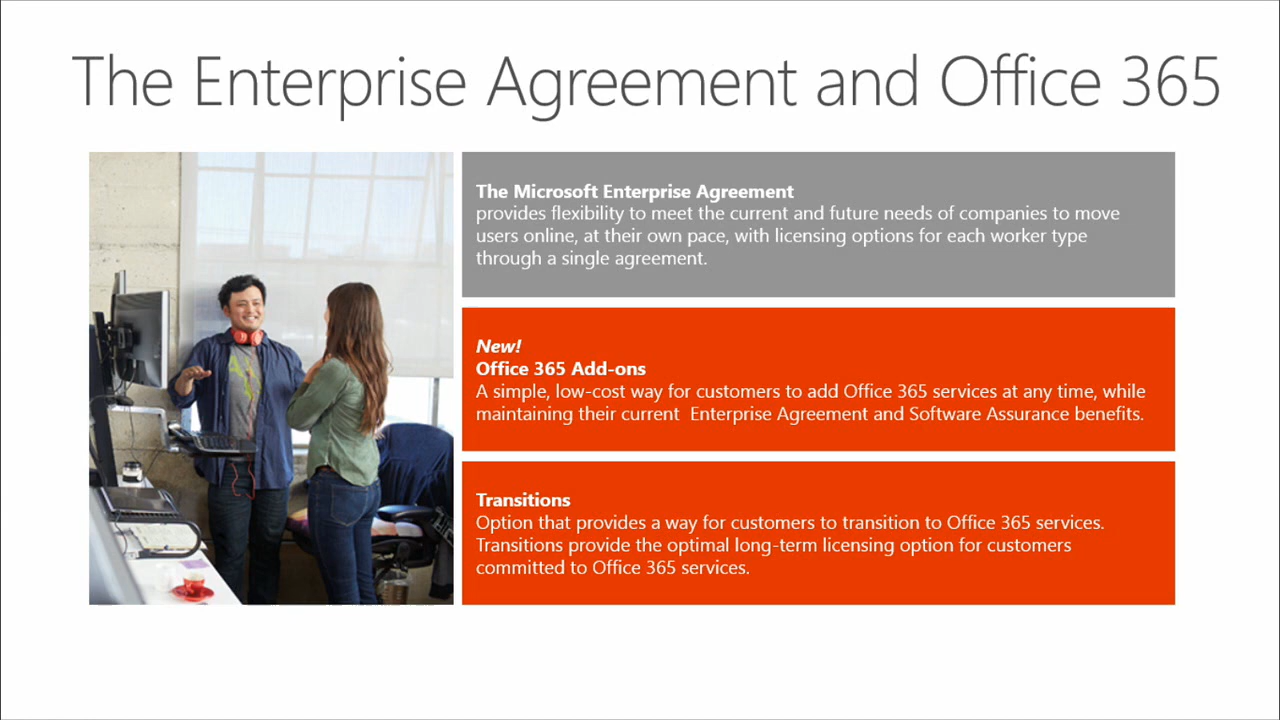 The Enterprise Agreement and Office 365
The Microsoft Enterprise Agreement
provides flexibility to meet the current and future needs of companies to move
users online, at their own pace, with licensing options for each worker type
through a single agreement.
New!
Office 365 Add-ons
A simple, low-cost way for customers to add Office 365 services at any time, while
maintaining their current  Enterprise Agreement and Software Assurance benefits.
Transitions
Option that provides a way for customers to transition to Office 365 services.
Transitions provide the optimal long-term licensing option for customers
committed to Office 365 services.